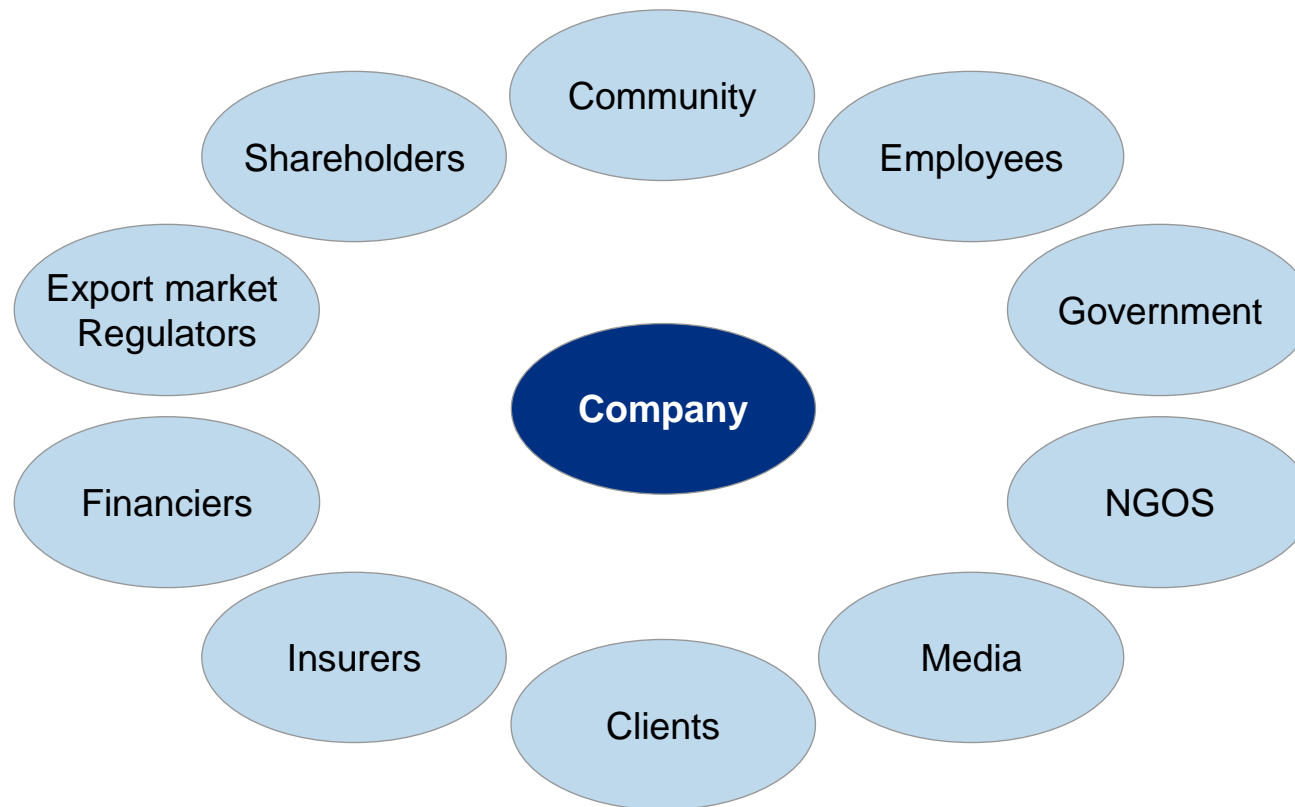 Community
Shareholders
Employees
Export market
Regulators
Government
Company
Financiers
NGOS
Insurers
Media
Clients